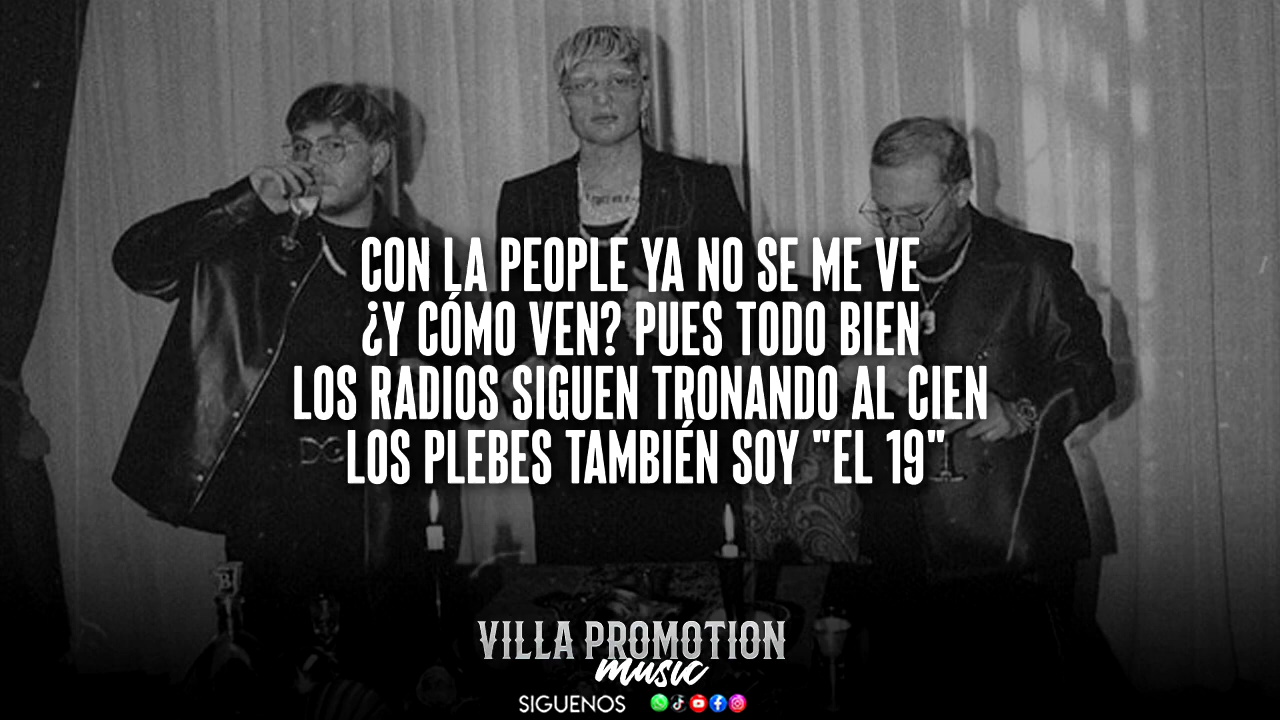 CON LA PEOPLE YA NO SE ME VE
¿Y CÓMO VEN? PUES TODO BIEN
LOS RADIOS SIGUEN TRONANDO AL CIEN
LOS PLEBES TAMBIÉN SOY "EL 19"
VILLA PROMOTION
music
SIGUENOS